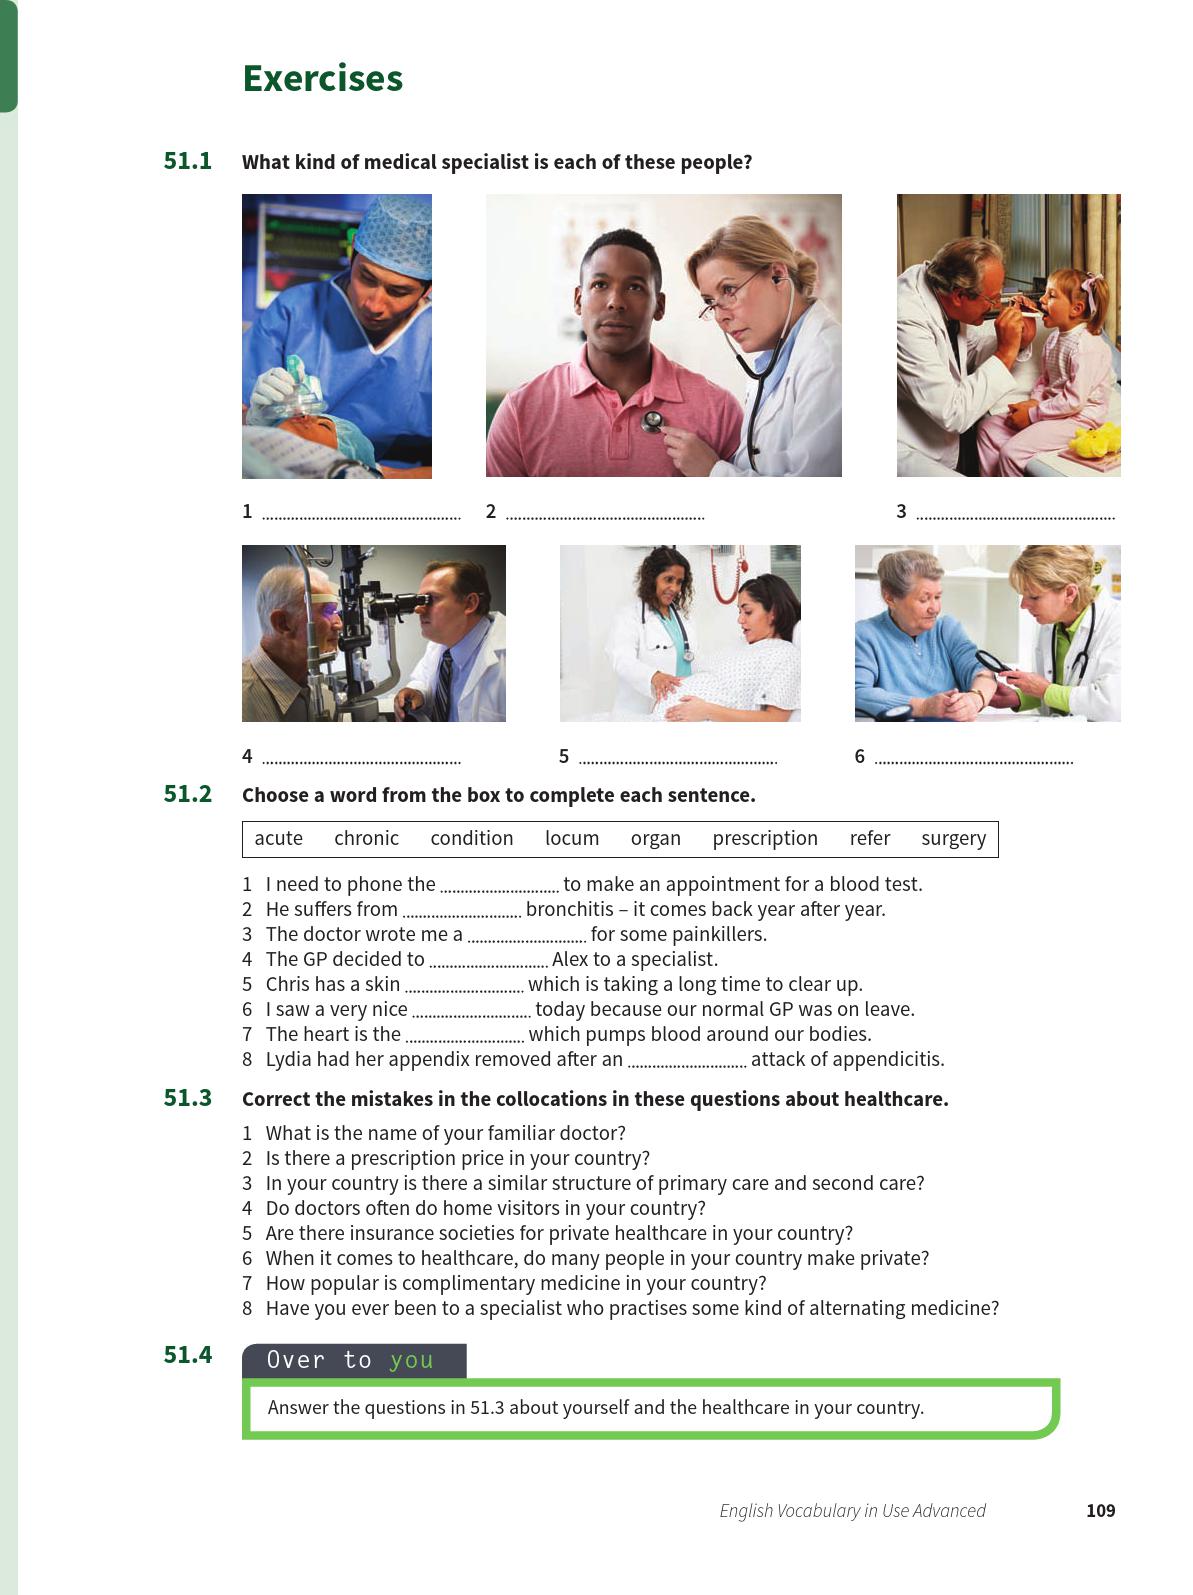 Exercises
51.1 What kind of medical specialist is each of these people?
1 ................................................ 2 ................................................ 3 ................................................
4 ................................................ 5 ................................................ 6 ................................................
51.2 Choose a word from the box to complete each sentence.
acute chronic condition locum organ prescription refer surgery
1 I need to phone the ............................. to make an appointment for a blood test.
2 He suffers from ............................. bronchitis – it comes back year after year.
3 The doctor wrote me a ............................. for some painkillers.
4 The GP decided to ............................. Alex to a specialist.
5 Chris has a skin ............................. which is taking a long time to clear up.
6 I saw a very nice ............................. today because our normal GP was on leave.
7 The heart is the ............................. which pumps blood around our bodies.
8 Lydia had her appendix removed after an ............................. attack of appendicitis.
51.3 Correct the mistakes in the collocations in these questions about healthcare.
1 What is the name of your familiar doctor?
2 Is there a prescription price in your country?
3 In your country is there a similar structure of primary care and second care?
4 Do doctors often do home visitors in your country?
5 Are there insurance societies for private healthcare in your country?
6 When it comes to healthcare, do many people in your country make private?
7 How popular is complimentary medicine in your country?
8 Have you ever been to a specialist who practises some kind of alternating medicine?
51.4 Over to you
Answer the questions in 51.3 about yourself and the healthcare in your country.
English Vocabulary in Use Advanced 109